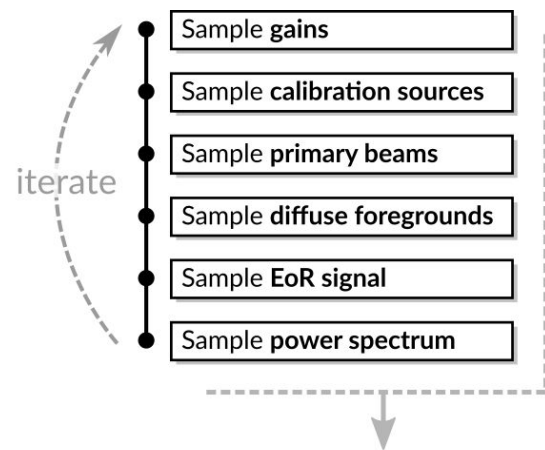 Sample gains
Sample calibration sources
Sample primary beams
iterate
Sample diffuse foregrounds
Sample EoR signal
Sample power spectrum